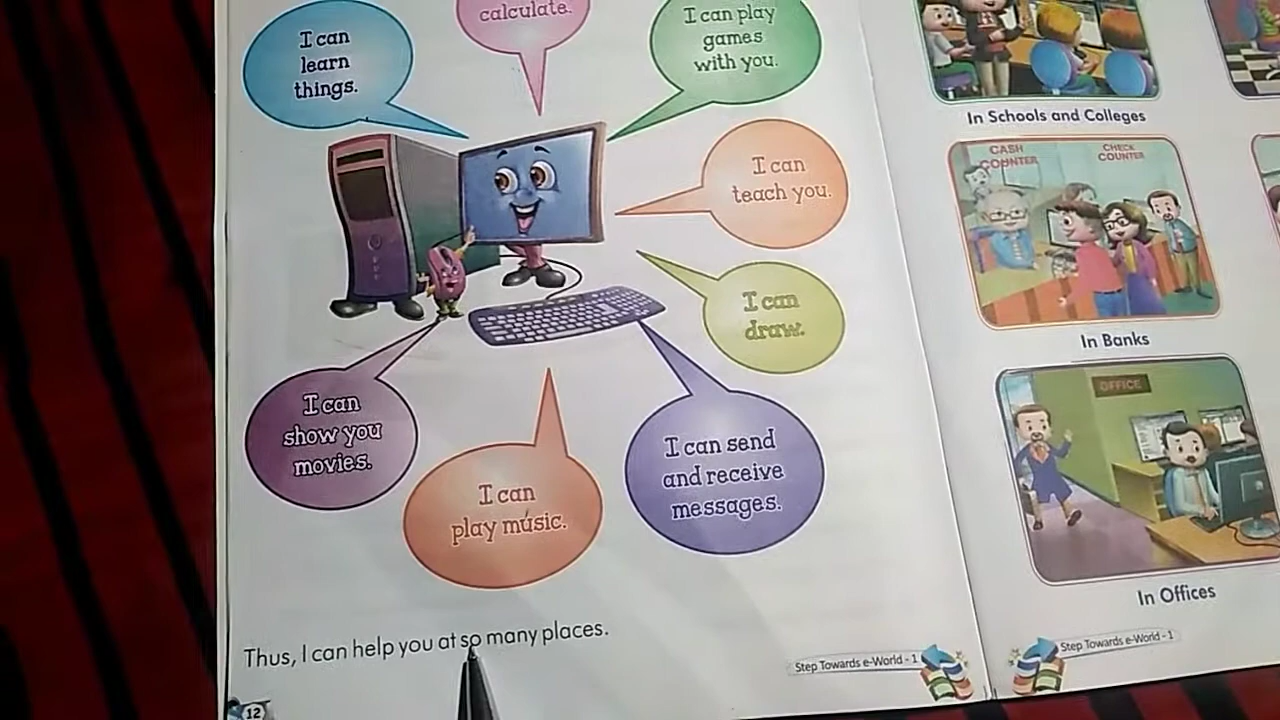 calculate.
I can
learn
things.
I can play
games
with you.
I can
teach you.
I can
draw.
I can
show you
movies.
I can
play music.
I can send
and receive
messages.
Thus, I can help you at so many places.
Step Towards e-World - 1
12
In Schools and Colleges
CASH
COUNTER
CHECK
COUNTER
In Banks
OFFICE
In Offices
Step Towards e-World - 1